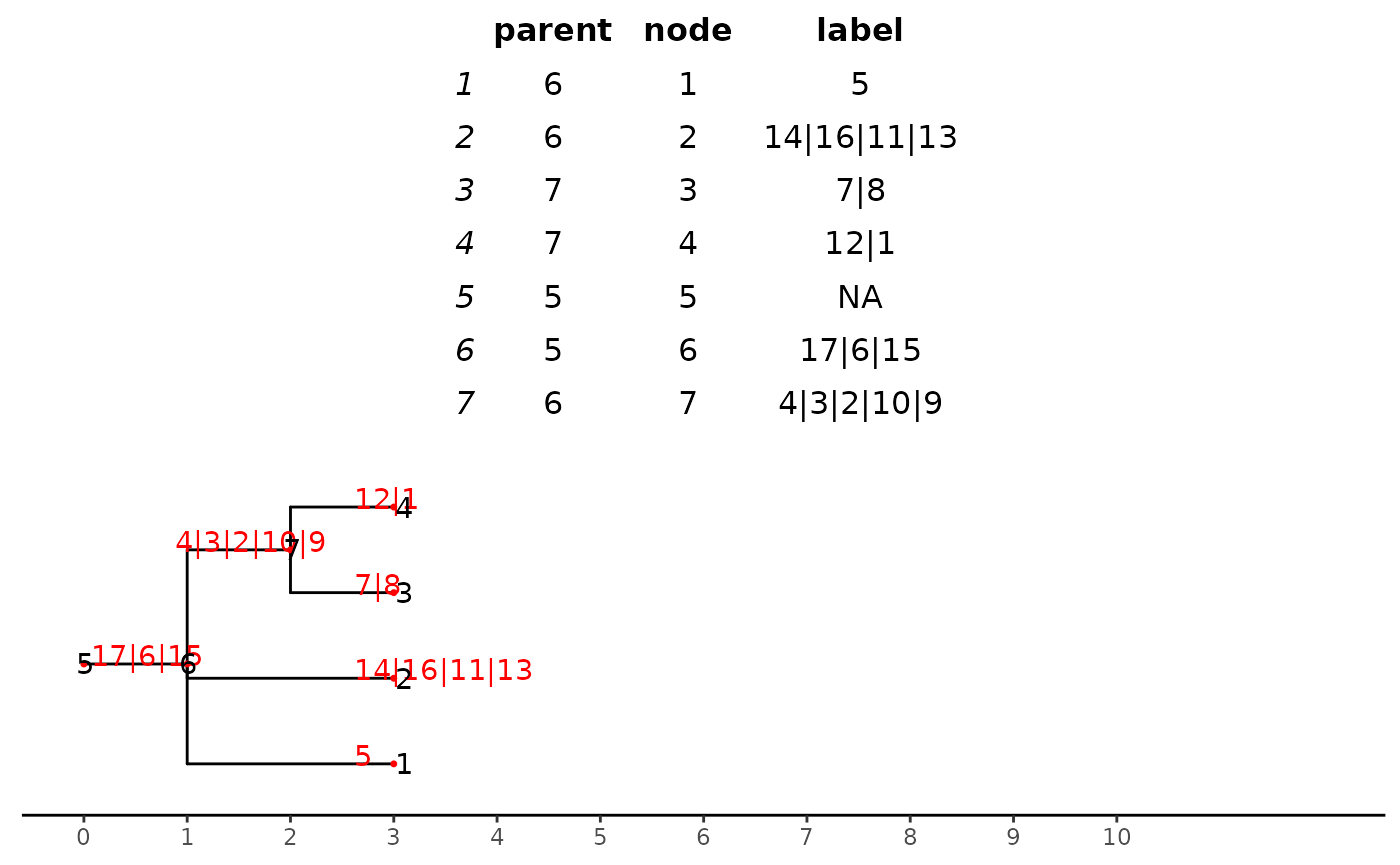 parent node label
1 6 1 5
2 6 2 14|16|11|13
3 7 3 7|8
4 7 4 12|1
5 5 5 NA
6 5 6 17|6|15
7 6 7 4|3|2|10|9
12|1 4
4|3|2|10|9 7
7|8 3
5 17|6|15 6
14|16|11|13 2
5 1
0 1 2 3 4 5 6 7 8 9 10